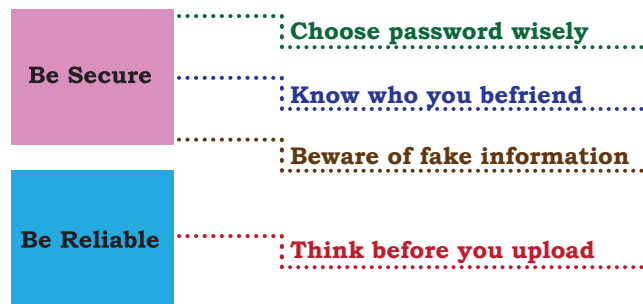 Be Secure
Choose password wisely
Know who you befriend
Beware of fake information
Be Reliable
Think before you upload